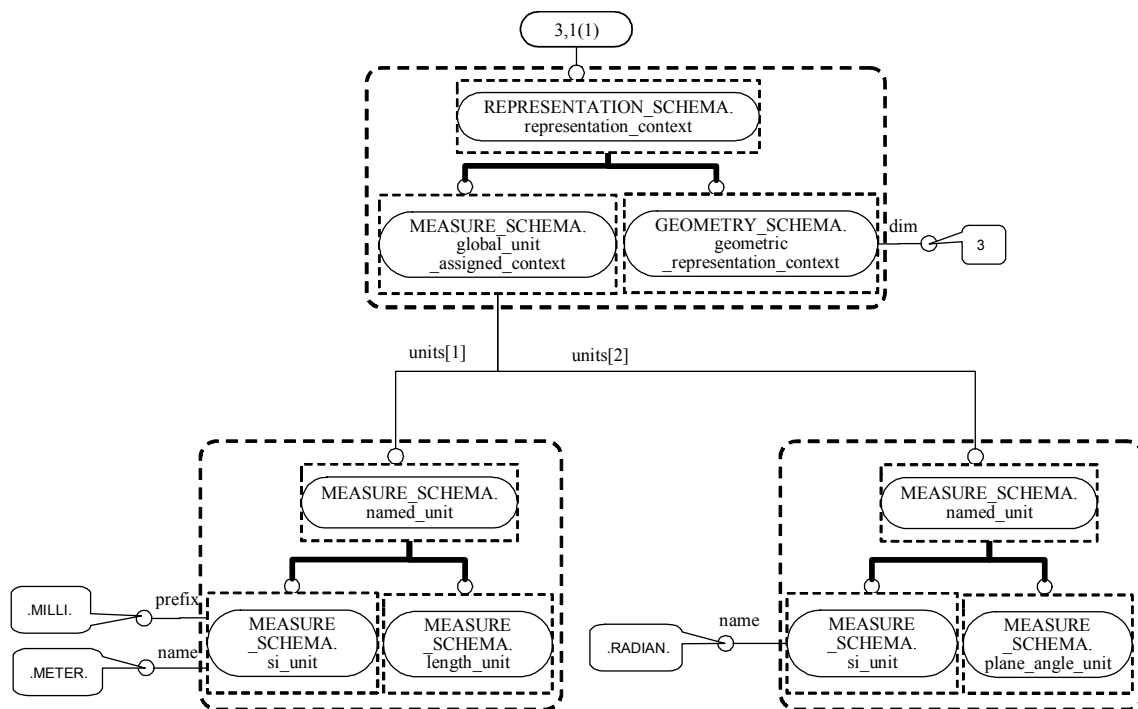 3,1(1)
REPRESENTATION_SCHEMA.
representation_context
MEASURE_SCHEMA.
global_unit
_assigned_context
GEOMETRY_SCHEMA.
geometric
_representation_context
dim
3
units[1]
units[2]
MEASURE_SCHEMA.
named_unit
MEASURE_SCHEMA.
named_unit
.MILLI.
prefix
.METER.
name
MEASURE
_SCHEMA.
si_unit
MEASURE
_SCHEMA.
length_unit
.RADIAN.
name
MEASURE
_SCHEMA.
si_unit
MEASURE
_SCHEMA.
plane_angle_unit